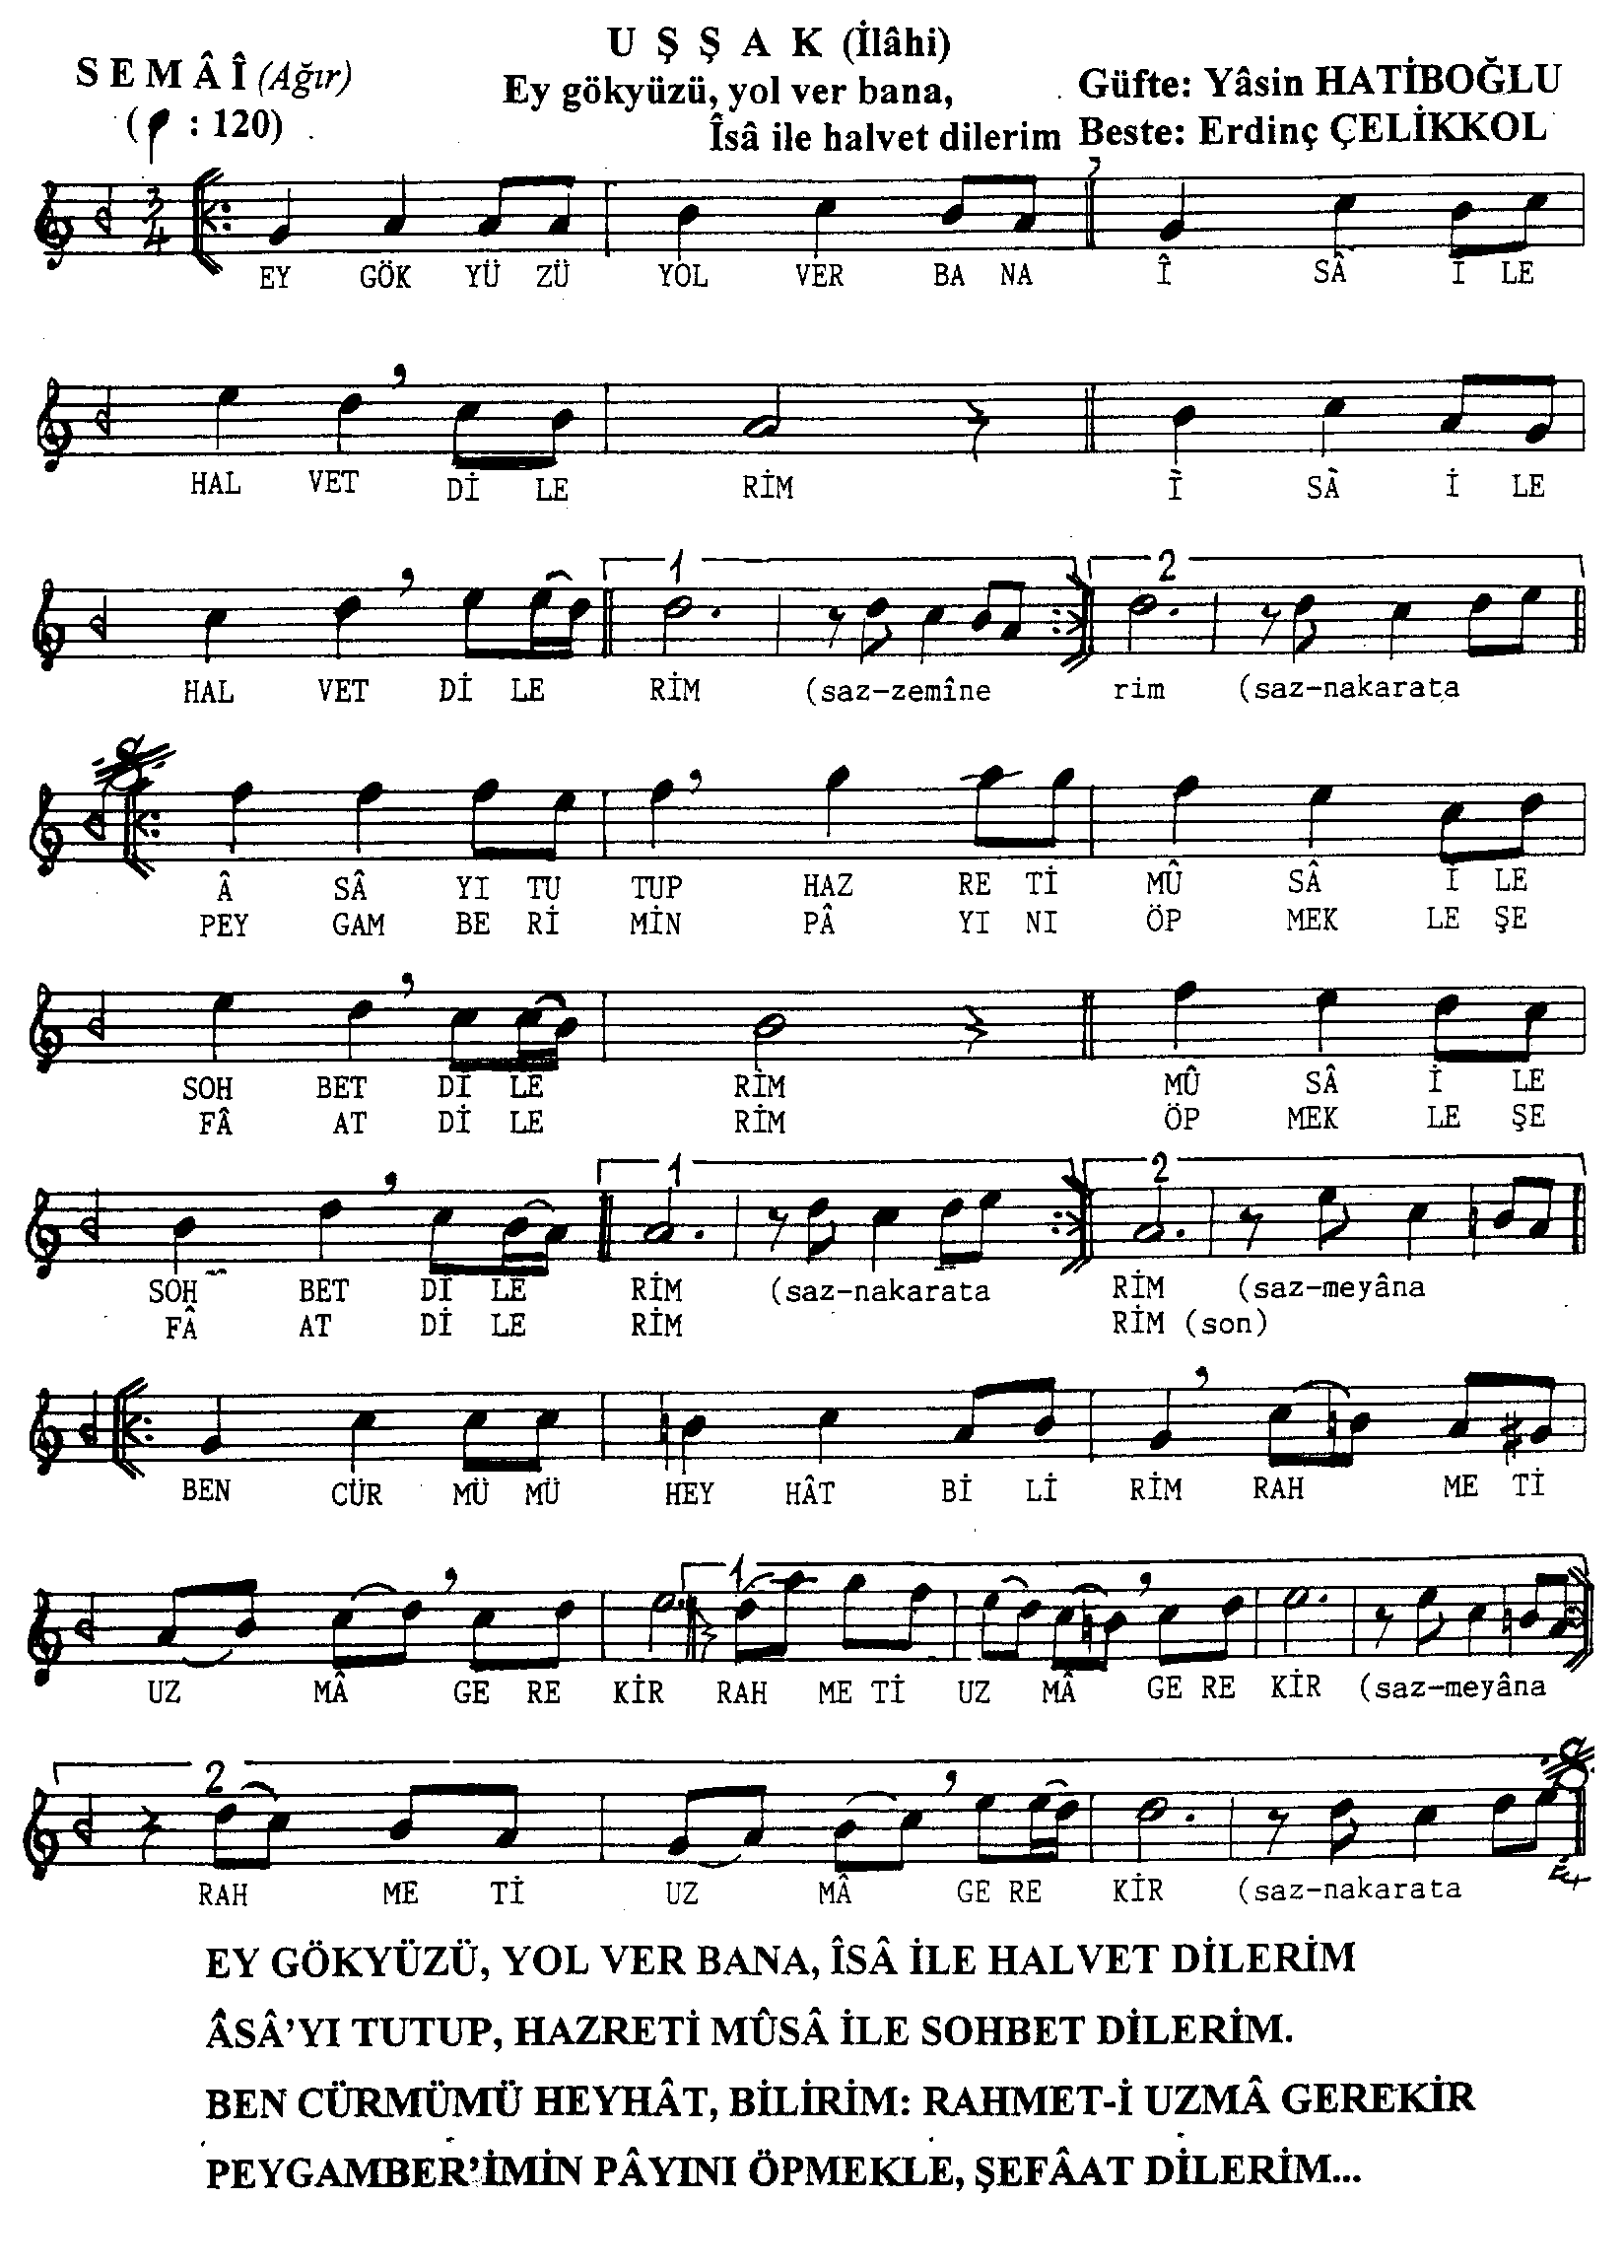 U Ş Ş A K (İlâhi)
SEMÂÎ (Ağır)
Ey gökyüzü, yol ver bana,
Güfte: Yâsin HATİBOĞLU
( : 120)
Îsâ ile halvet dilerim
Beste: Erdinç ÇELİKKOL
3/4
EY GÖK YÜ ZÜ YOL VER BA NA Î SÂ İ LE
HAL VET Dİ LE RİM Î SÂ İ LE
1 2
HAL VET Dİ LE RİM (saz-zemîne rim (saz-nakarata
 SÂ YI TU TUP HAZ RE Tİ MÛ SÂ İ LE
PEY GAM BE Rİ MİN PÂ YI NI ÖP MEK LE ŞE
SOH BET Dİ LE RİM MÛ SÂ İ LE
FÂ AT Dİ LE RİM ÖP MEK LE ŞE
1 2
SOH BET Dİ LE RİM (saz-nakarata RİM (saz-meyâna
FÂ AT Dİ LE RİM RİM (son)
BEN CÜR MÜ MÜ HEY HÂT Bİ Lİ RİM RAH ME Tİ
1
UZ MÂ GE RE KİR RAH ME Tİ UZ MÂ GE RE KİR (saz-meyâna
2
RAH ME Tİ UZ MÂ GE RE KİR (saz-nakarata
EY GÖKYÜZÜ, YOL VER BANA, ÎSÂ İLE HALVET DİLERİM
ÂSÂ'YI TUTUP, HAZRETİ MÛSÂ İLE SOHBET DİLERİM.
BEN CÜRMÜMÜ HEYHÂT, BİLİRİM: RAHMET-İ UZMÂ GEREKİR
PEYGAMBER'İMİN PÂYINI ÖPMEKLE, ŞEFÂAT DİLERİM...